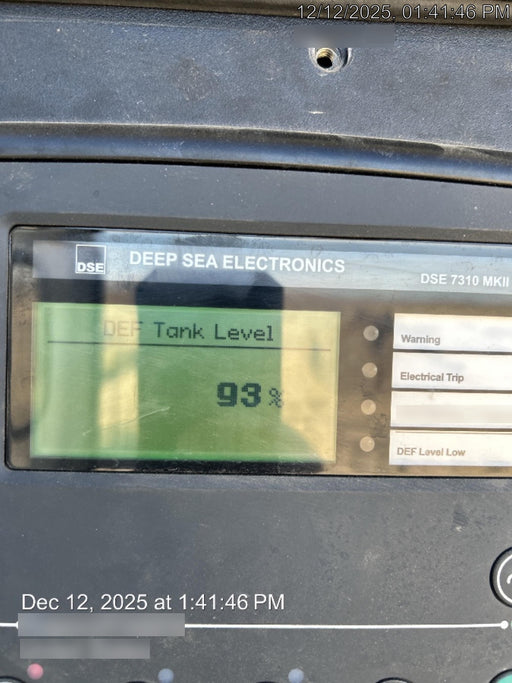 12/12/2025, 01:41:46 PM
DSE
DEEP SEA ELECTRONICS
DSE 7310 MKII
DEF Tank Level
93%
Warning
Electrical Trip
DEF Level Low
Dec 12, 2025 at 1:41:46 PM